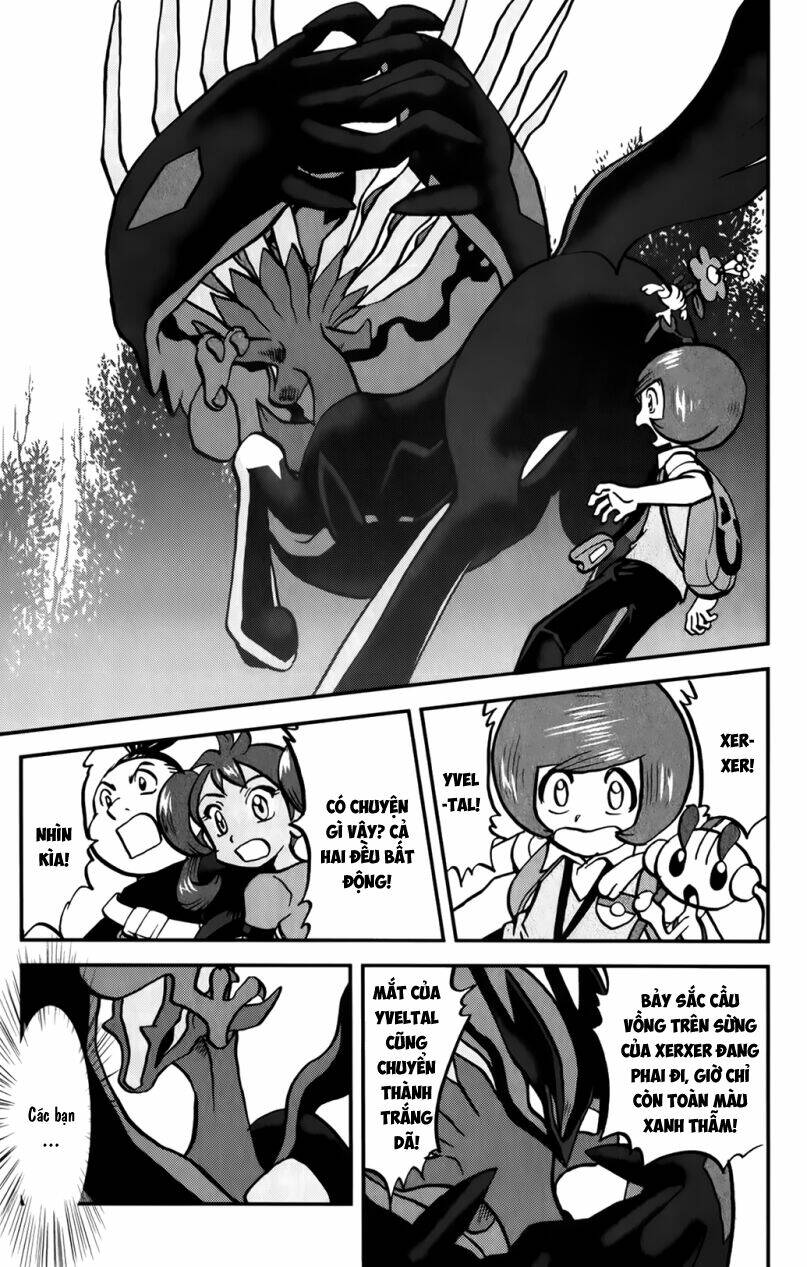 XER-
XER!
YVEL
-TAL!
CÓ CHUYỆN
GÌ VẬY? CẢ
HAI ĐỀU BẤT
ĐỘNG!
NHÌN
KÌA!
BẢY SẮC CẦU
VỒNG TRÊN SỪNG
CỦA XERXER ĐANG
PHAI ĐI, GIỜ CHỈ
CÒN TOÀN MÀU
XANH THẪM!
MẮT CỦA
YVELTAL
CŨNG
CHUYỂN
THÀNH
TRẮNG
DÃ!
Các bạn
...